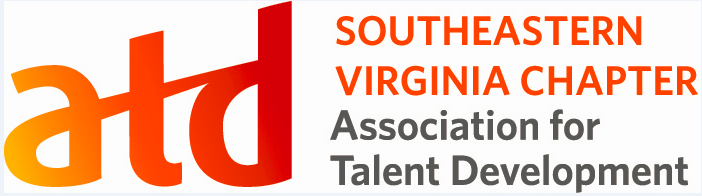 atd
SOUTHEASTERN
VIRGINIA CHAPTER
Association for
Talent Development